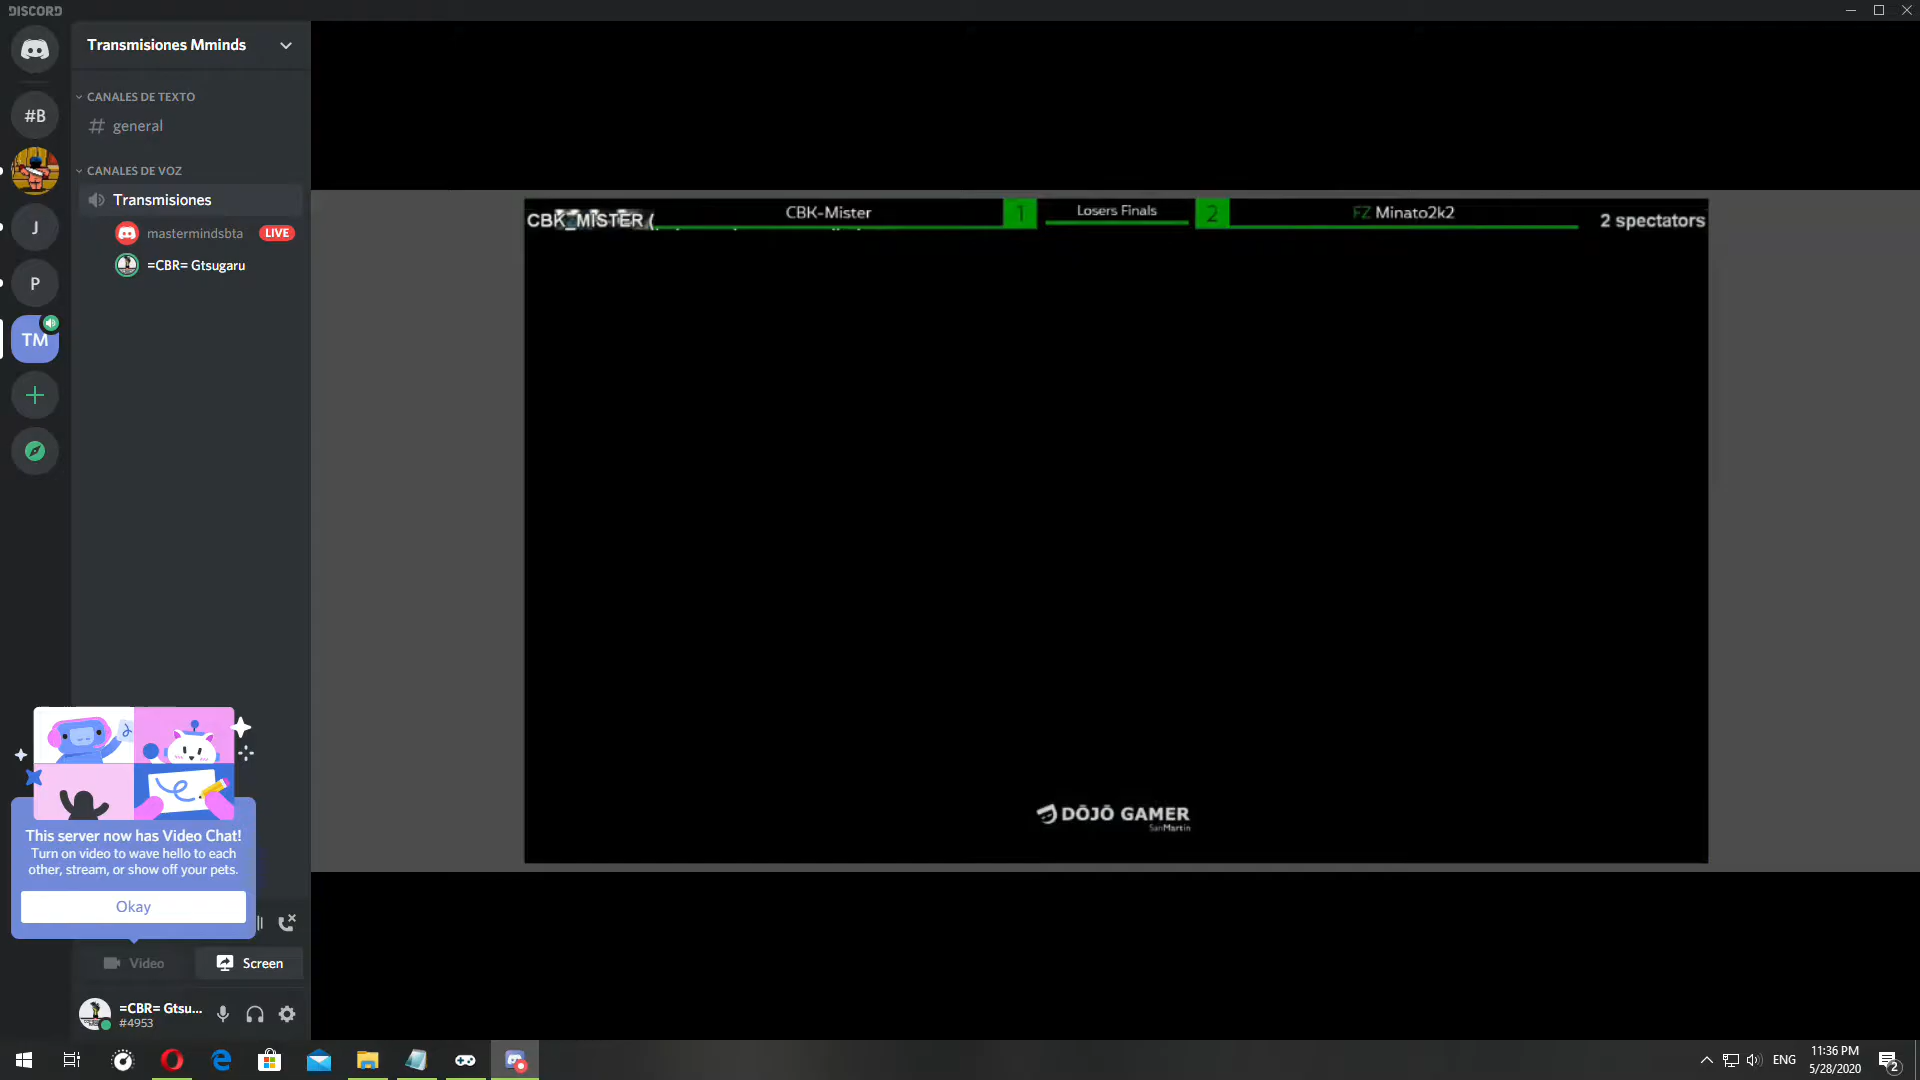 DISCORD
Transmisiones Mminds
CANALES DE TEXTO
general
CANALES DE VOZ
Transmisiones
mastermindsbta LIVE
=CBR= Gtsugaru
#B
J
P
TM
CBK_MISTER (
CBK-Mister 1 Losers Finals 2 FZ Minato2k2
2 spectators
DŌJŌ GAMER
SanMartin
This server now has Video Chat!
Turn on video to wave hello to each
other, stream, or show off your pets.
Okay
Video Screen
=CBR= Gtsu...
#4953
ENG
11:36 PM
5/28/2020
2